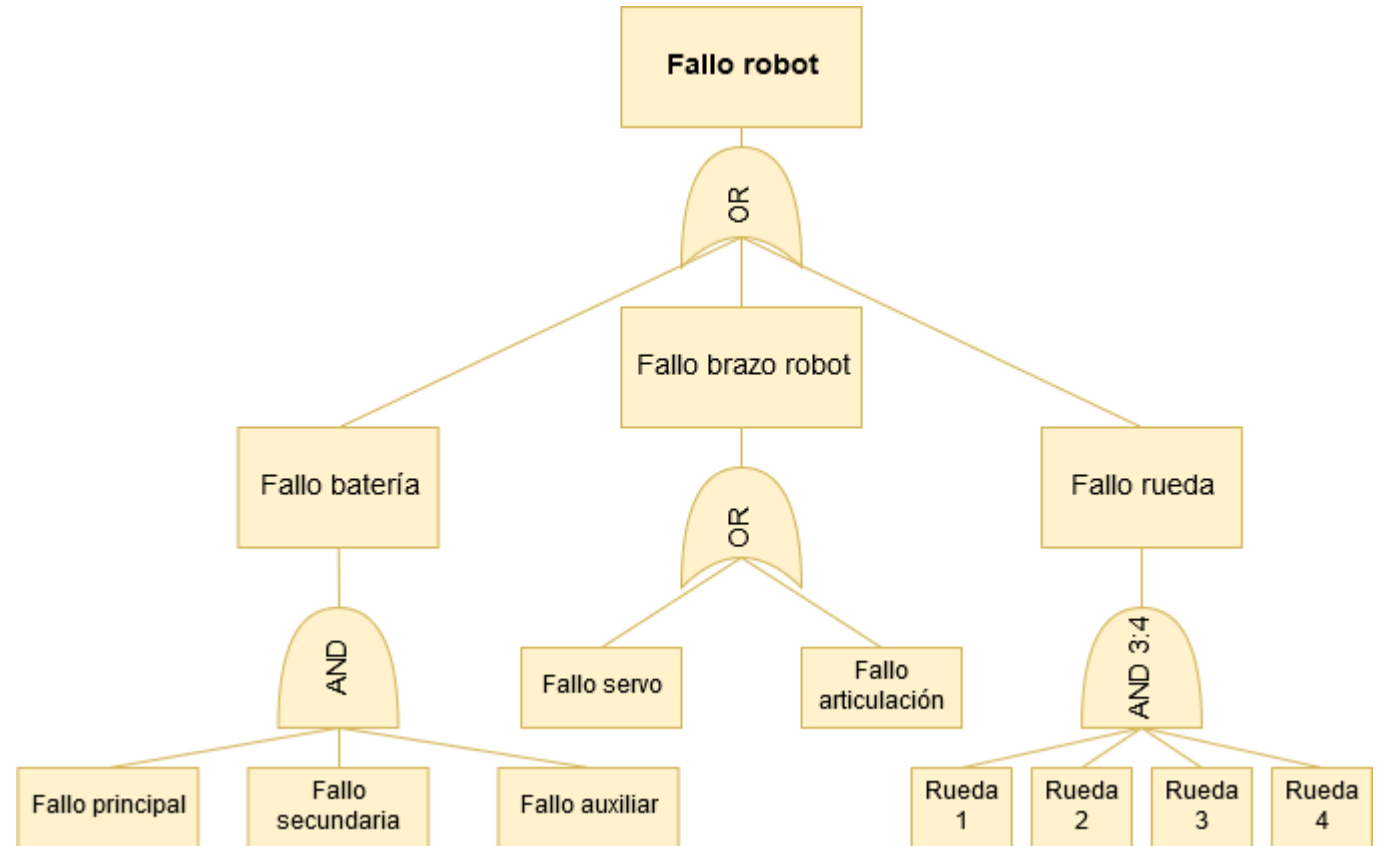 Fallo robot
OR
Fallo brazo robot
Fallo batería
Fallo rueda
OR
AND
AND 3:4
Fallo servo
Fallo
articulación
Fallo principal
Fallo
secundaria
Fallo auxiliar
Rueda
1
Rueda
2
Rueda
3
Rueda
4